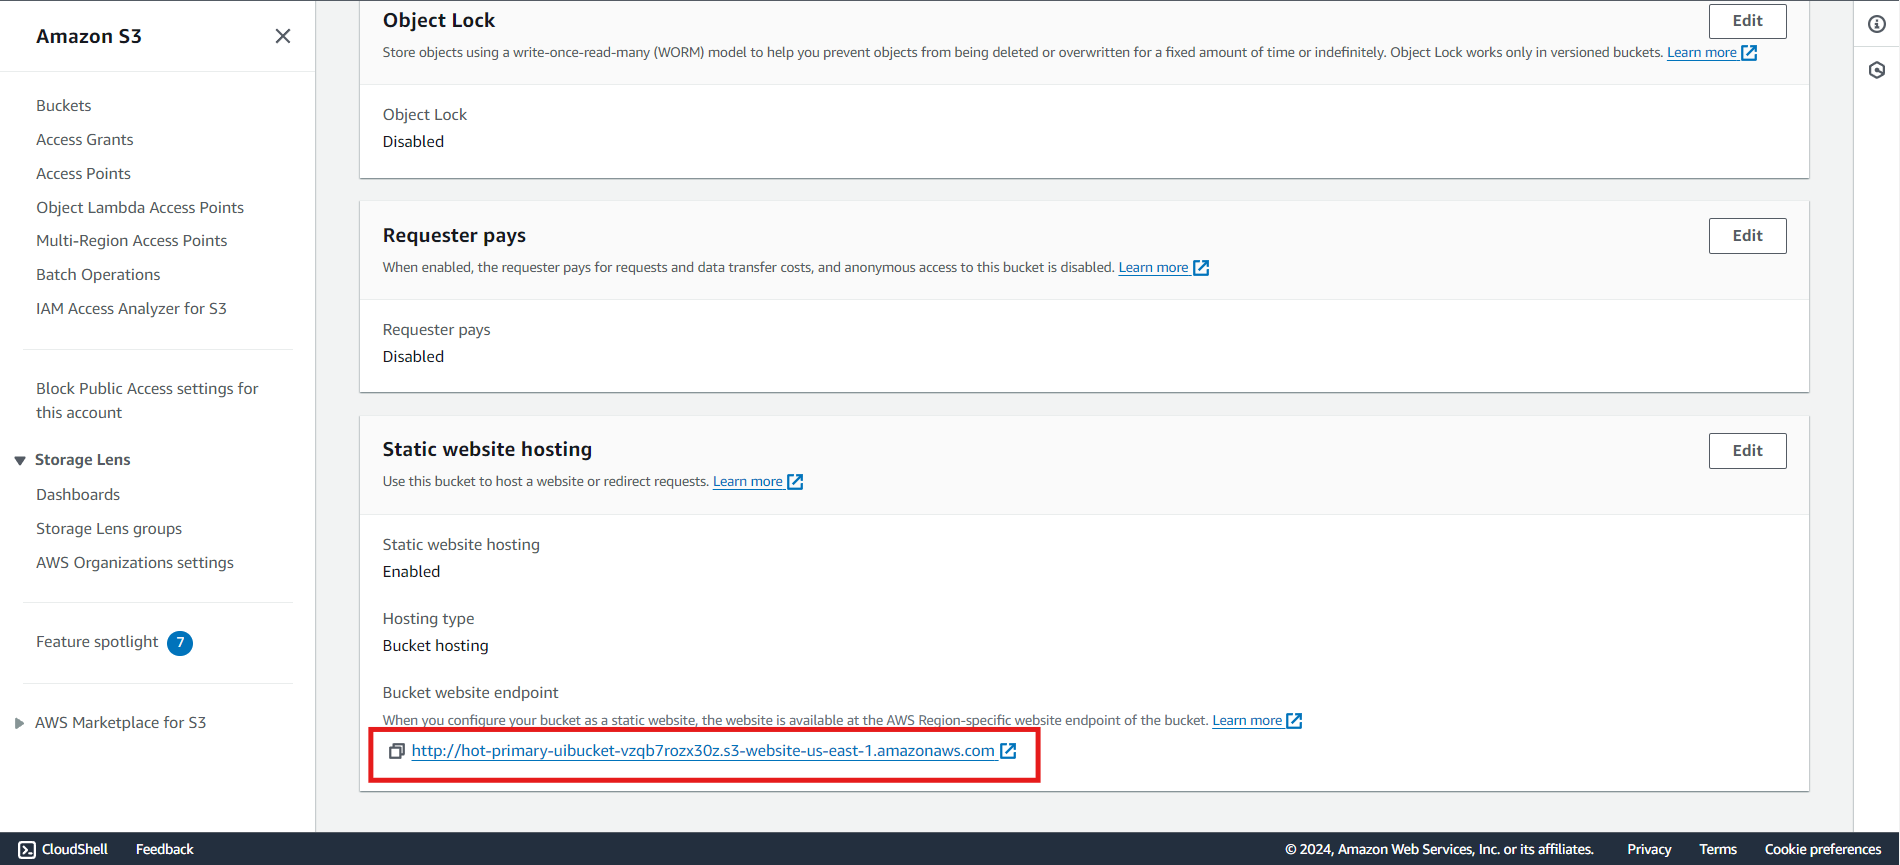 Amazon S3
Buckets
Access Grants
Access Points
Object Lambda Access Points
Multi-Region Access Points
Batch Operations
IAM Access Analyzer for S3
Block Public Access settings for
this account
Storage Lens
Dashboards
Storage Lens groups
AWS Organizations settings
Feature spotlight 7
AWS Marketplace for S3
Object Lock
Edit
Store objects using a write-once-read-many (WORM) model to help you prevent objects from being deleted or overwritten for a fixed amount of time or indefinitely. Object Lock works only in versioned buckets. Learn more
Object Lock
Disabled
Requester pays
Edit
When enabled, the requester pays for requests and data transfer costs, and anonymous access to this bucket is disabled. Learn more
Requester pays
Disabled
Static website hosting
Edit
Use this bucket to host a website or redirect requests. Learn more
Static website hosting
Enabled
Hosting type
Bucket hosting
Bucket website endpoint
When you configure your bucket as a static website, the website is available at the AWS Region-specific website endpoint of the bucket. Learn more
http://hot-primary-uibucket-vzqb7rozx30z.s3-website-us-east-1.amazonaws.com
CloudShell Feedback © 2024, Amazon Web Services, Inc. or its affiliates. Privacy Terms Cookie preferences